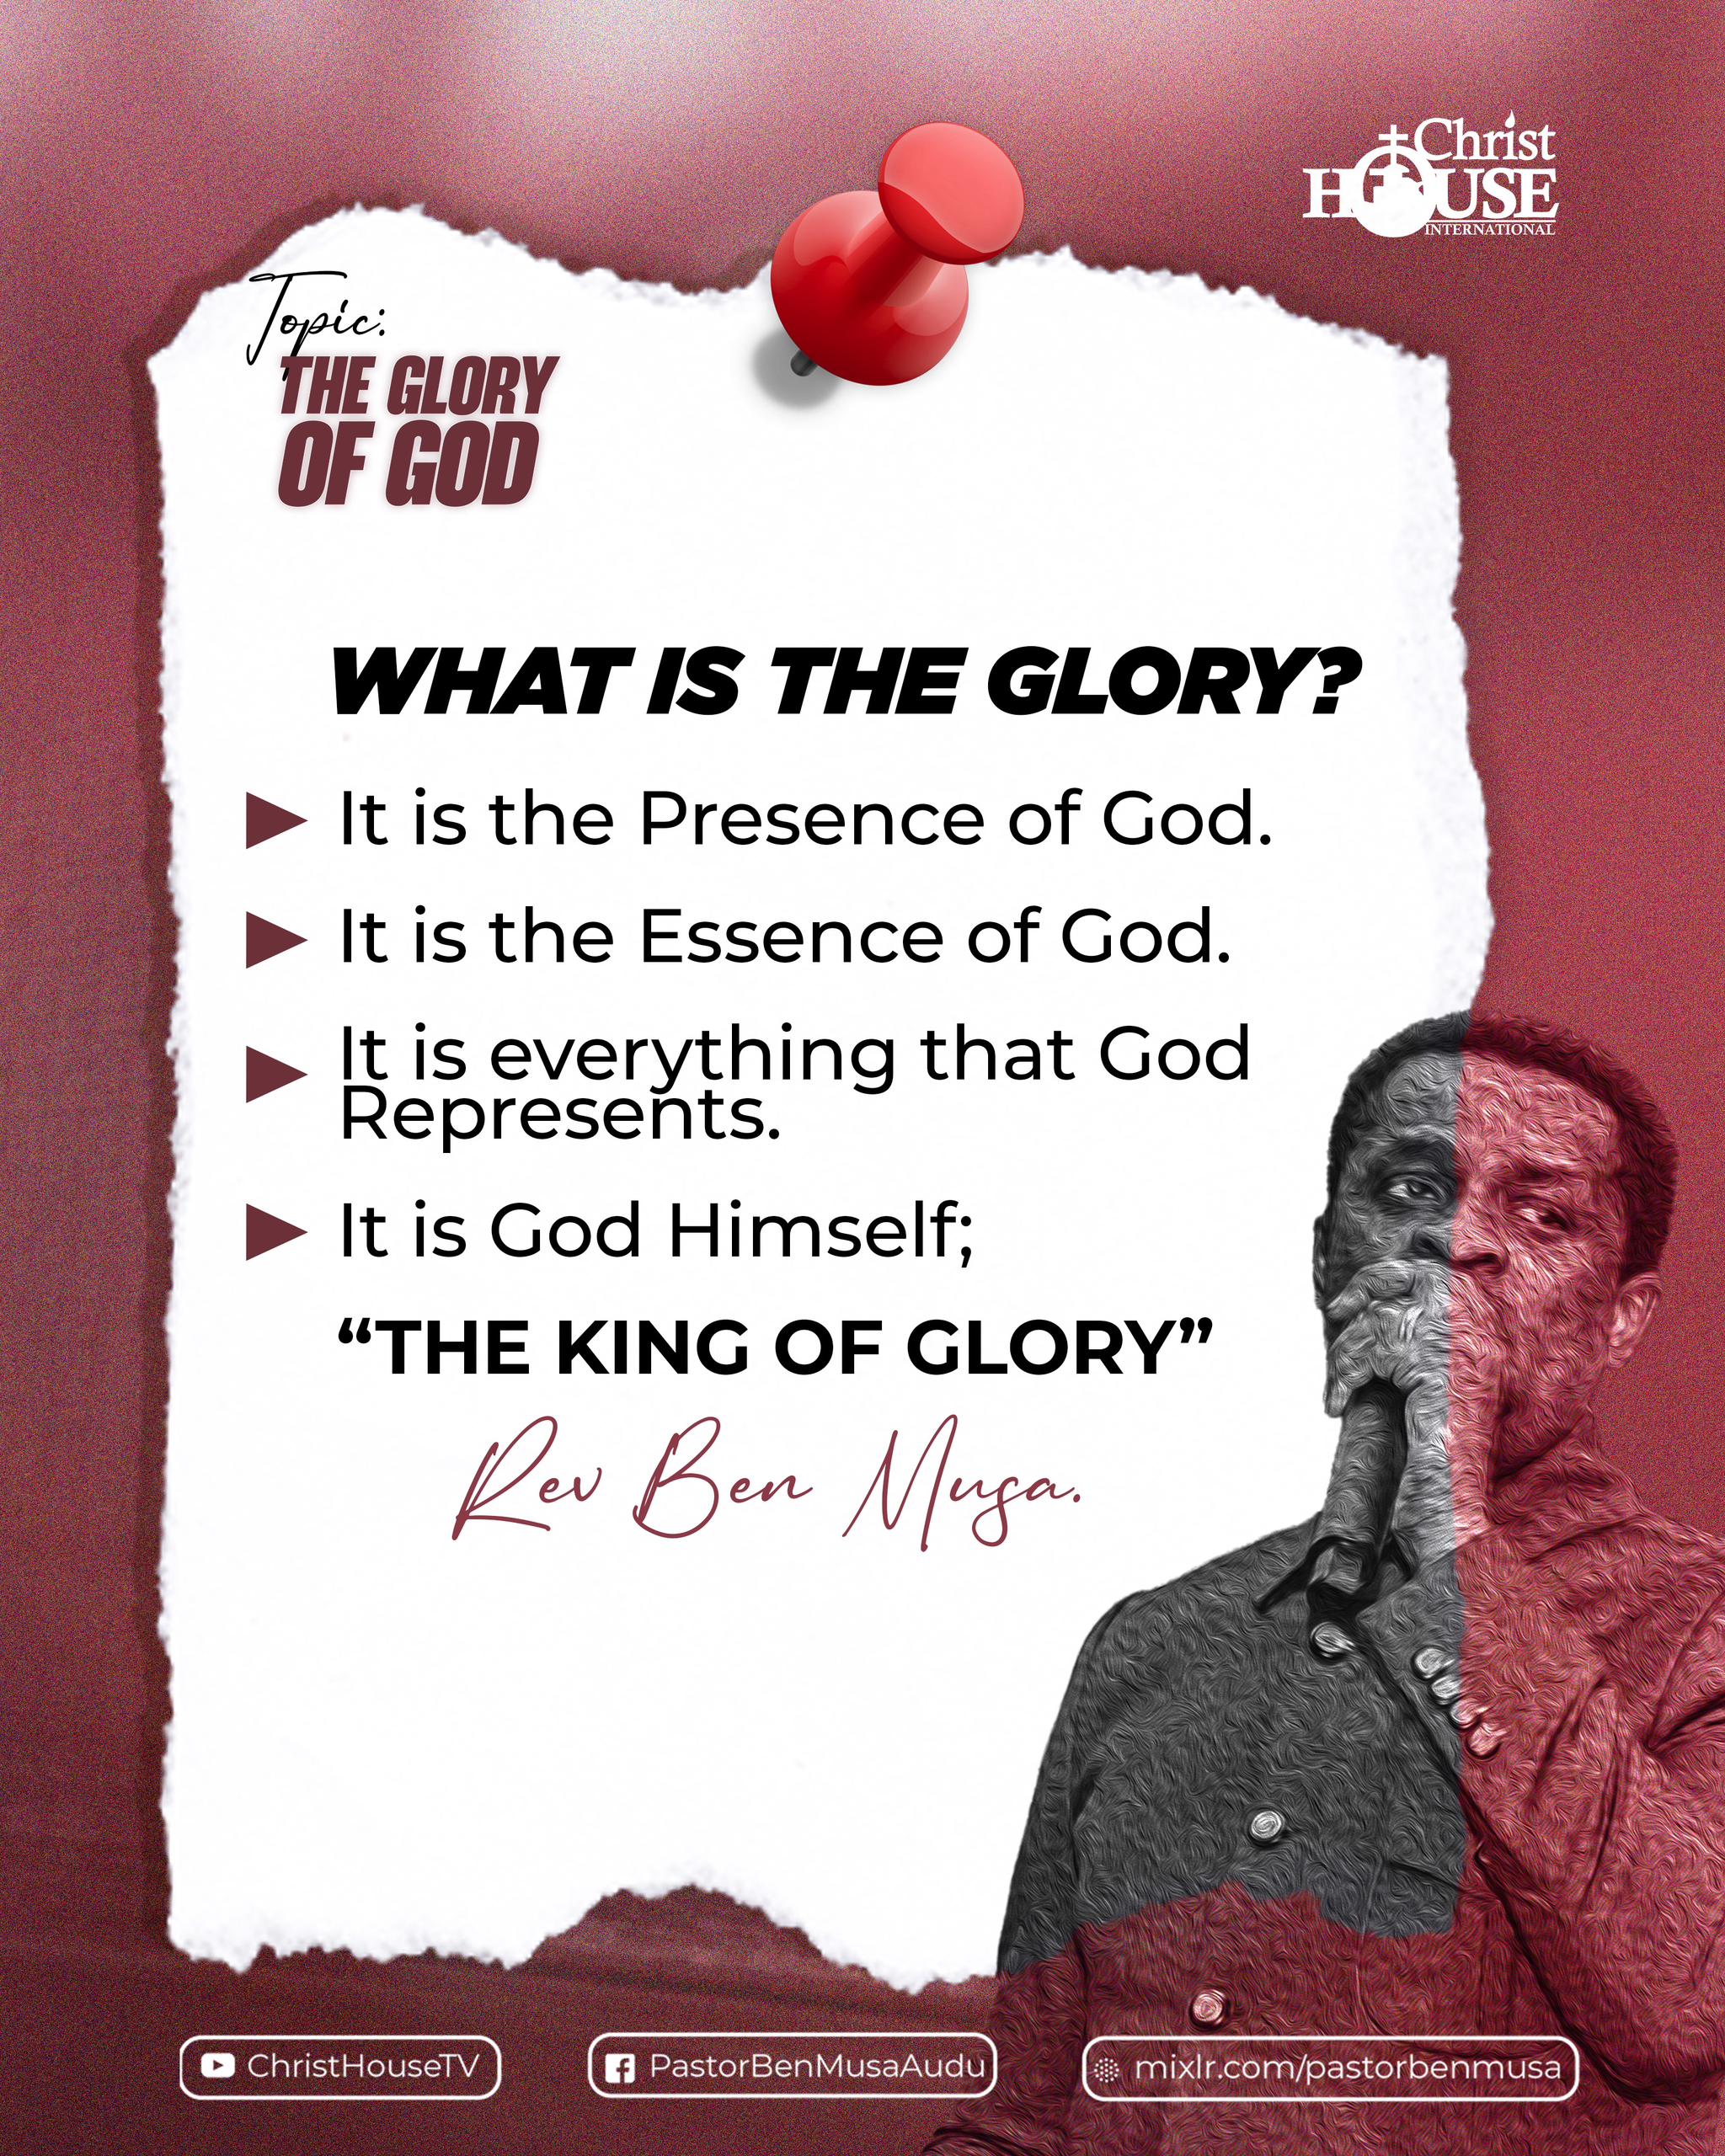 Christ
HOUSE
INTERNATIONAL
Topic:
THE GLORY
OF GOD
WHAT IS THE GLORY?
It is the Presence of God.
It is the Essence of God.
It is everything that God
Represents.
It is God Himself;
“THE KING OF GLORY”
Rev Ben Musa.
ChristHouseTV
PastorBenMusaAudu
mixlr.com/pastorbenmusa